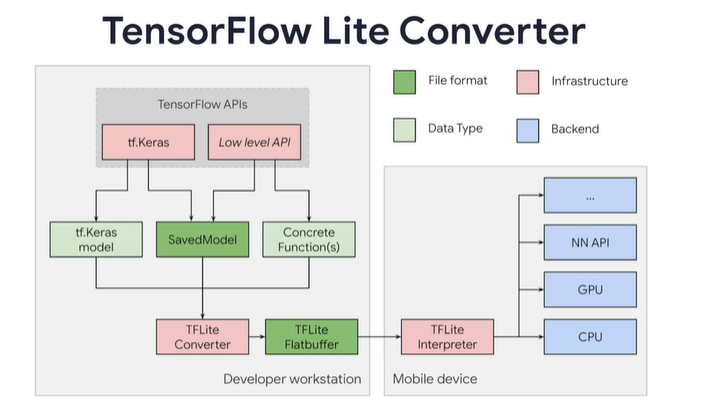 TensorFlow Lite Converter
File format
Infrastructure
Data Type
Backend
TensorFlow APIs
tf.Keras
Low level API
tf.Keras
model
SavedModel
Concrete
Function(s)
TFLite
Converter
TFLite
Flatbuffer
Developer workstation
...
NN API
GPU
TFLite
Interpreter
CPU
Mobile device